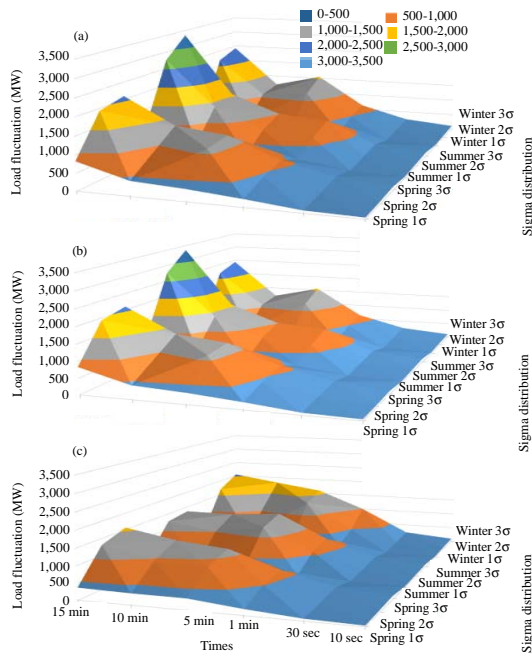 (a)
0-500
500-1,000
1,000-1,500
1,500-2,000
2,000-2,500
2,500-3,000
3,000-3,500
Load fluctuation (MW)
3,500
3,000
2,500
2,000
1,500
1,000
500
0
Winter 3σ
Winter 2σ
Winter 1σ
Summer 3σ
Summer 2σ
Summer 1σ
Spring 3σ
Spring 2σ
Spring 1σ
Sigma distribution
(b)
Load fluctuation (MW)
3,500
3,000
2,500
2,000
1,500
1,000
500
0
Winter 3σ
Winter 2σ
Winter 1σ
Summer 3σ
Summer 2σ
Summer 1σ
Spring 3σ
Spring 2σ
Spring 1σ
Sigma distribution
(c)
Load fluctuation (MW)
3,500
3,000
2,500
2,000
1,500
1,000
500
0
Winter 3σ
Winter 2σ
Winter 1σ
Summer 3σ
Summer 2σ
Summer 1σ
Spring 3σ
Spring 2σ
Spring 1σ
Sigma distribution
15 min
10 min
5 min
1 min
30 sec
10 sec
Times